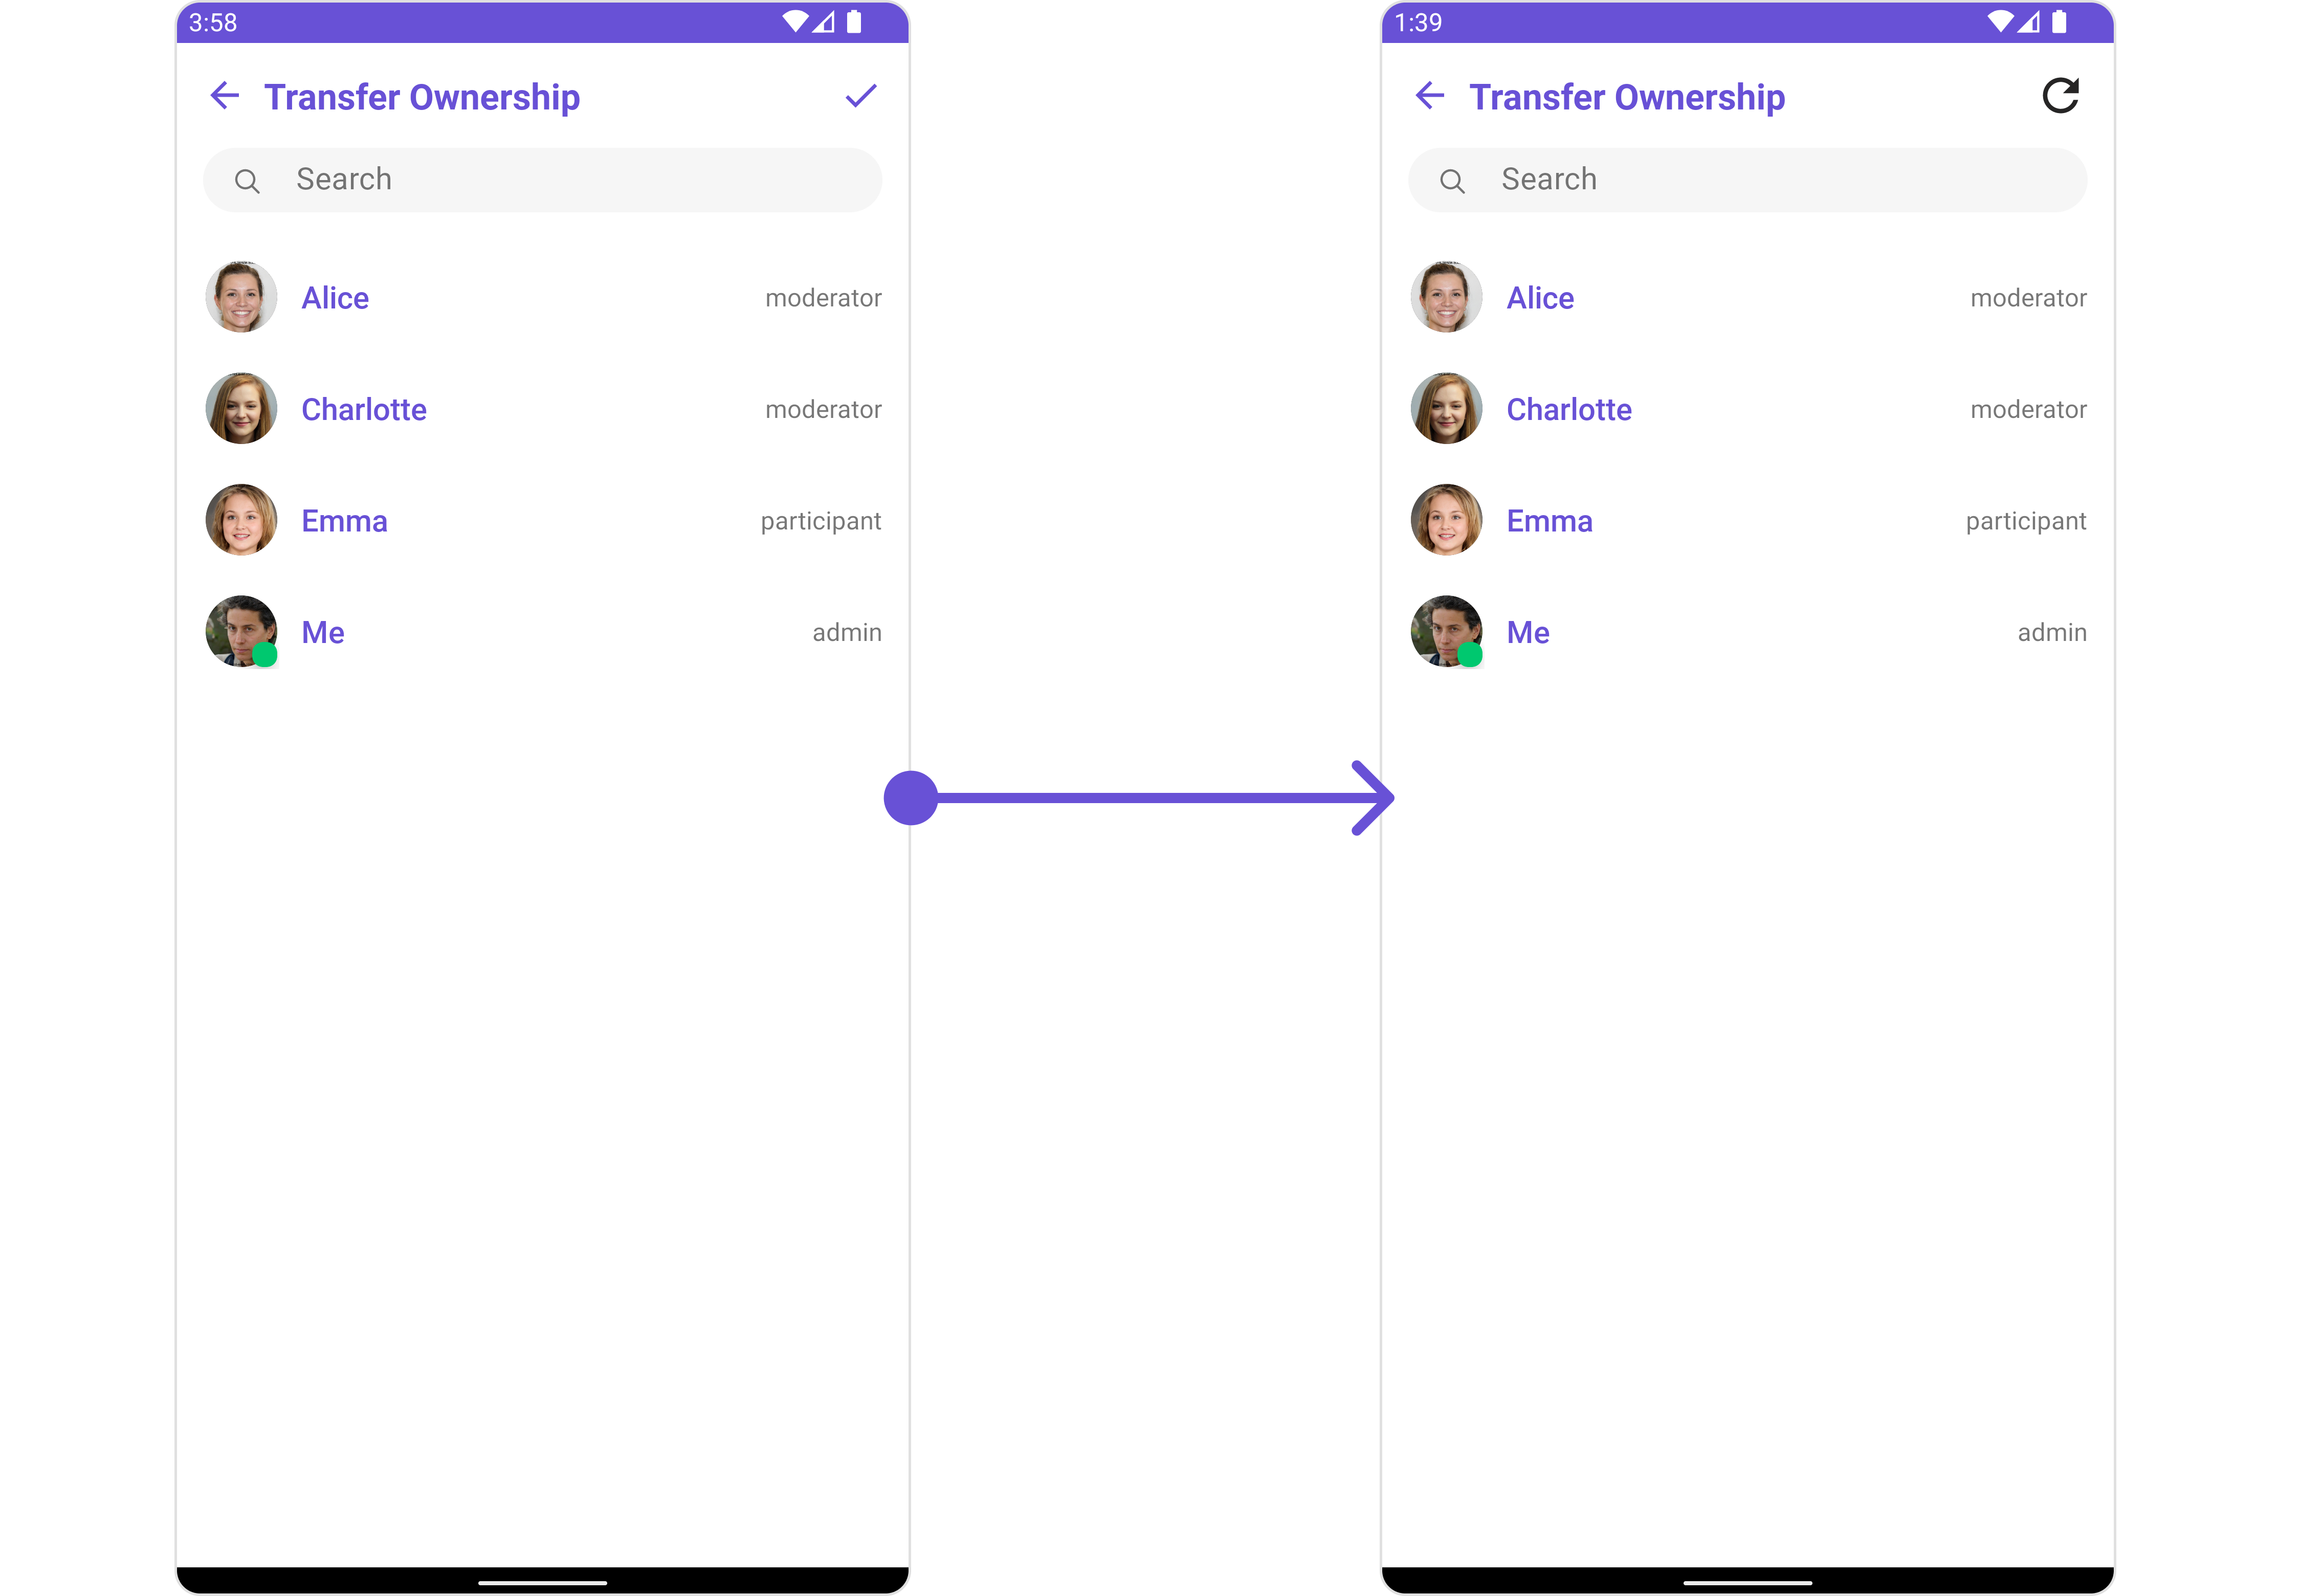 3:58
Transfer Ownership
Search
Alice moderator
Charlotte moderator
Emma participant
Me admin
1:39
Transfer Ownership
Search
Alice moderator
Charlotte moderator
Emma participant
Me admin